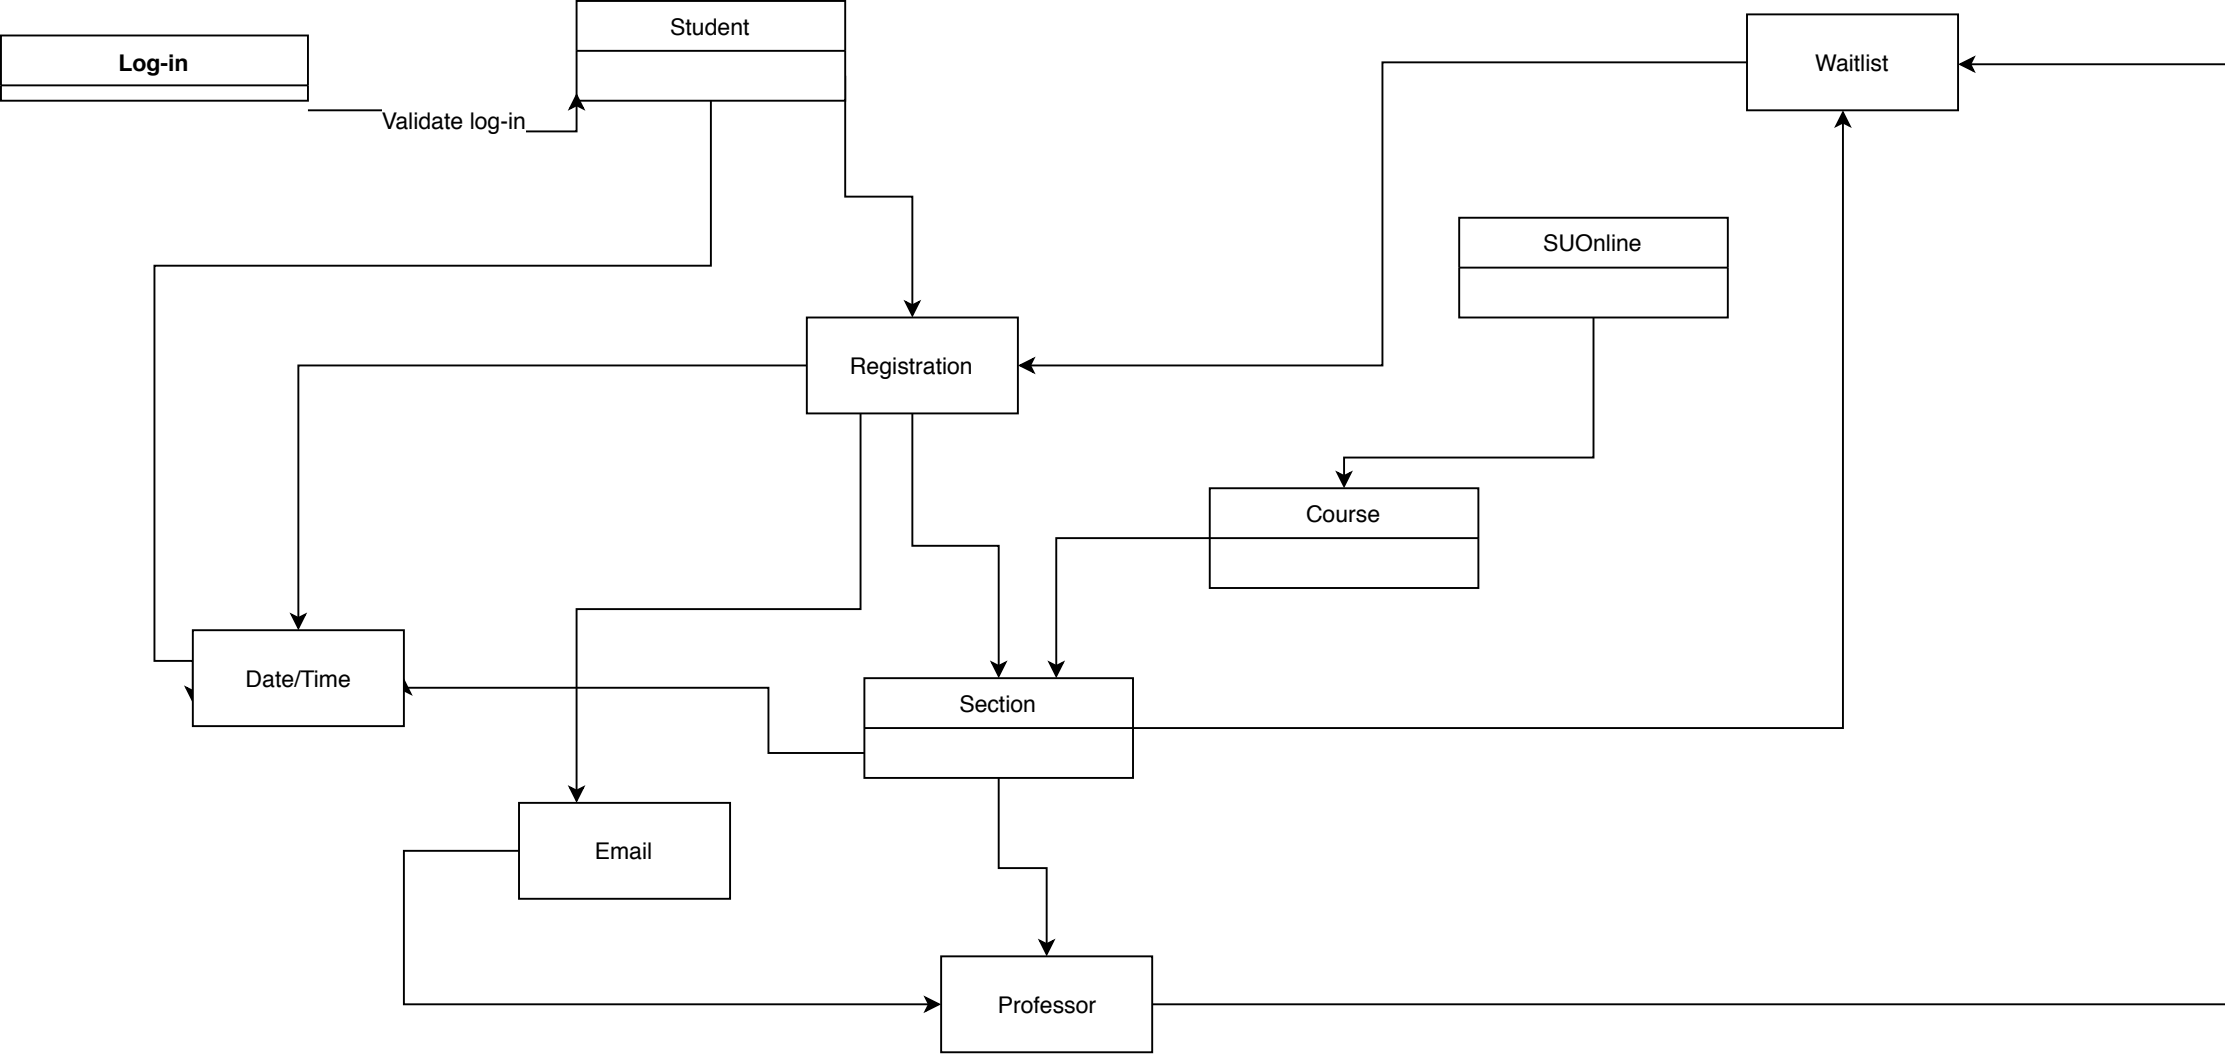 Student
Log-in
Waitlist
Validate log-in
SUOnline
Registration
Course
Date/Time
Section
Email
Professor